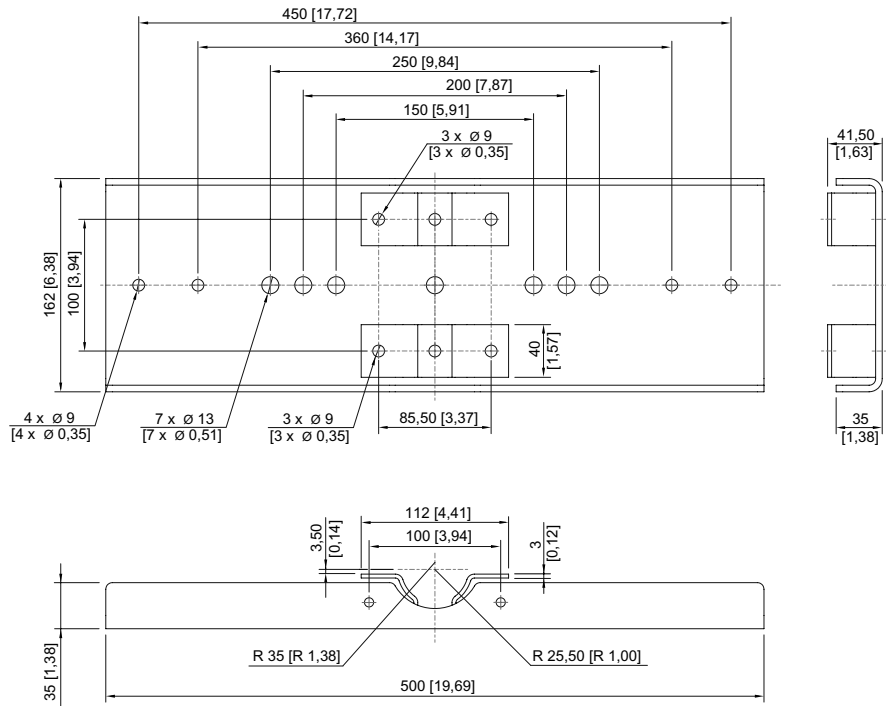 450 [17,72]
360 [14,17]
250 [9,84]
200 [7,87]
150 [5,91]
3 x Ø 9
[3 x Ø 0,35]
41,50
[1,63]
162 [6,38]
100 [3,94]
40
[1,57]
4 x Ø 9
[4 x Ø 0,35]
7 x Ø 13
[7 x Ø 0,51]
3 x Ø 9
[3 x Ø 0,35]
85,50 [3,37]
35
[1,38]
112 [4,41]
100 [3,94]
3,50
[0,14]
3
[0,12]
35
[1,38]
R 35 [R 1,38]
R 25,50 [R 1,00]
500 [19,69]